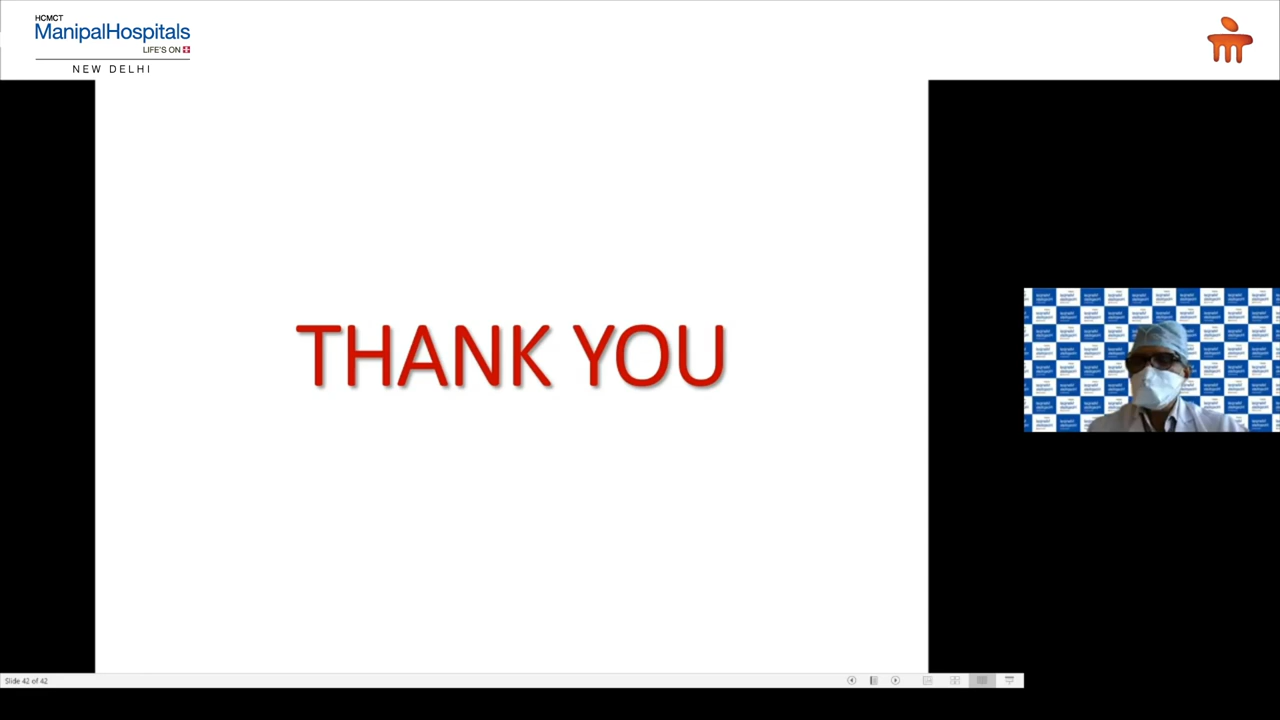 HCMCT
ManipalHospitals
LIFE'S ON
NEW DELHI
THANK YOU
Slide 42 of 42